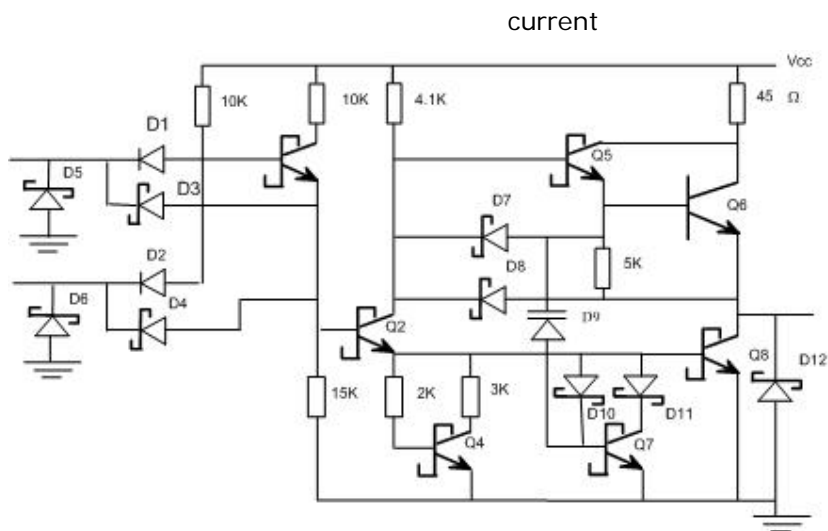 current
Vcc
10K
10K
4.1K
45 Ω
D1
Q5
D5
D3
D7
Q6
D2
D8
5K
D6
D4
D9
Q2
Q8
D12
15K
2K
3K
D10
D11
Q4
Q7